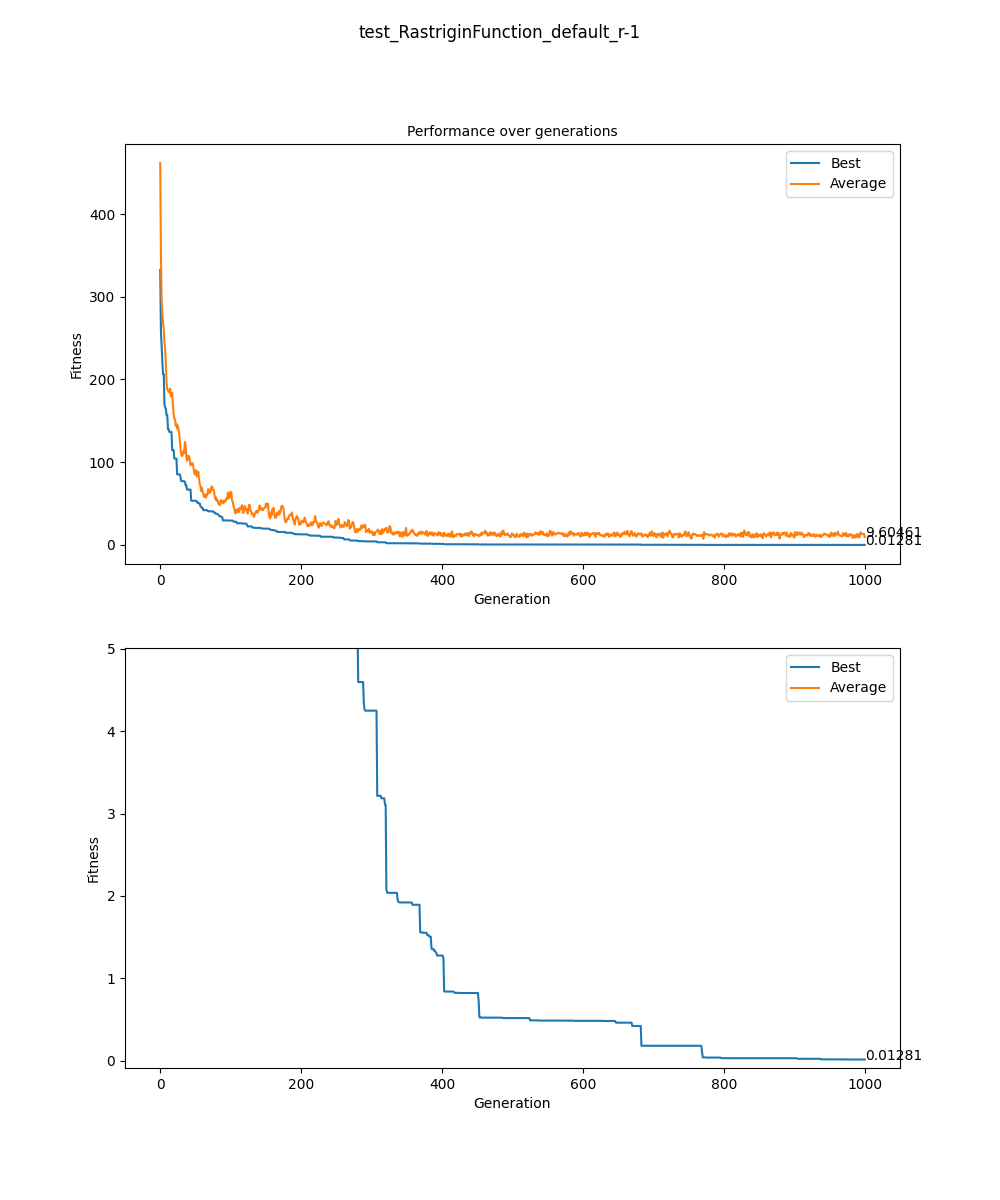 test_RastriginFunction_default_r-1
Performance over generations
Best
Average
400
300
200
100
0
Fitness
9.60461
0.01281
0 200 400 600 800 1000
Generation
Best
Average
5
4
3
2
1
0
Fitness
0.01281
0 200 400 600 800 1000
Generation